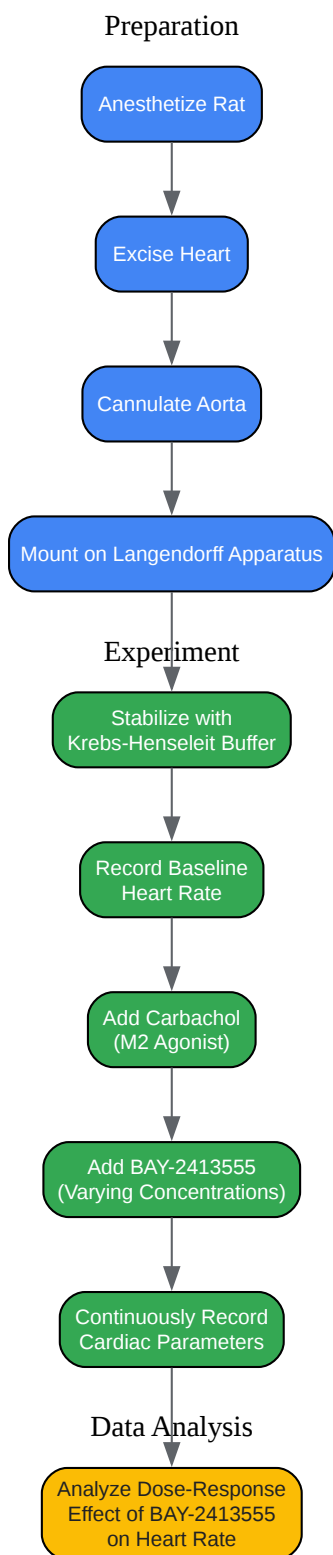 Preparation
Anesthetize Rat
Excise Heart
Cannulate Aorta
Mount on Langendorff Apparatus
Experiment
Stabilize with
Krebs-Henseleit Buffer
Record Baseline
Heart Rate
Add Carbachol
(M2 Agonist)
Add BAY-2413555
(Varying Concentrations)
Continuously Record
Cardiac Parameters
Data Analysis
Analyze Dose-Response
Effect of BAY-2413555
on Heart Rate